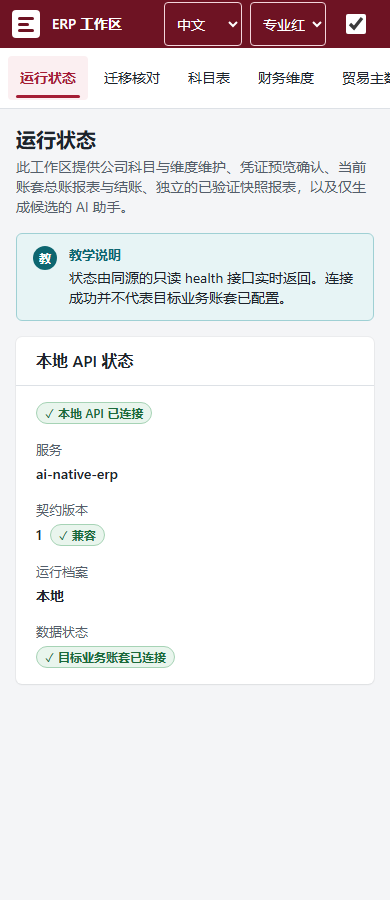 ERP 工作区 中文 专业红
运行状态 迁移核对 科目表 财务维度 贸易主数
运行状态
此工作区提供公司科目与维度维护、凭证预览确认、当前
账套总账报表与结账、独立的已验证快照报表，以及仅生
成候选的 AI 助手。
教 教学说明
状态由同源的只读 health 接口实时返回。连接
成功并不代表目标业务账套已配置。
本地 API 状态
✓ 本地 API 已连接
服务
ai-native-erp
契约版本
1 ✓ 兼容
运行档案
本地
数据状态
✓ 目标业务账套已连接